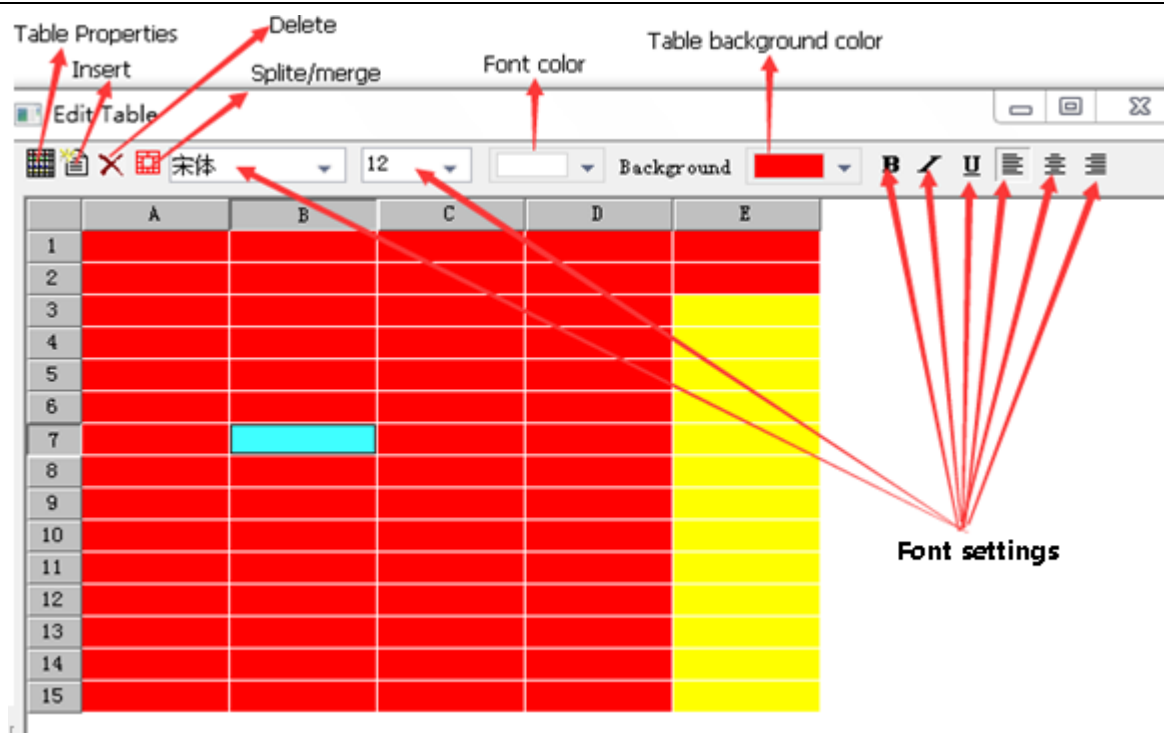 Table Properties
Delete
Insert
Splite/merge
Font color
Table background color
Edit Table
宋体
12
Background
B
I
U
A B C D E
1
2
3
4
5
6
7
8
9
10
11
12
13
14
15
Font settings